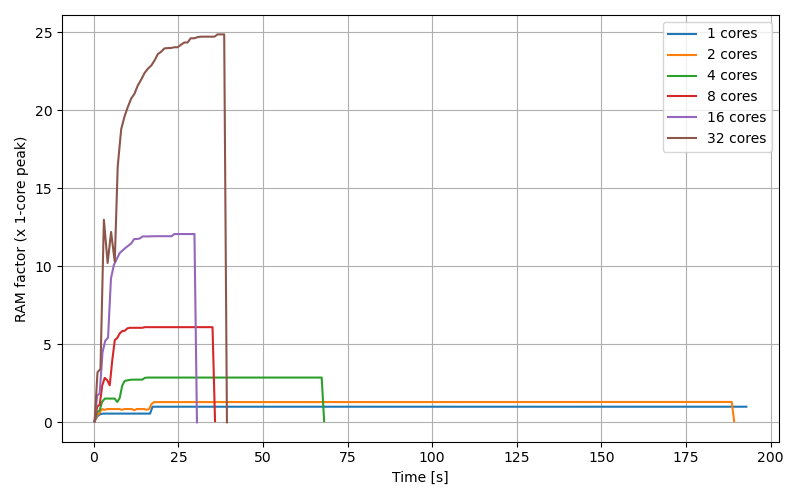 RAM factor (x 1-core peak)
25
20
15
10
5
0
0
25
50
75
100
125
150
175
200
Time [s]
1 cores
2 cores
4 cores
8 cores
16 cores
32 cores